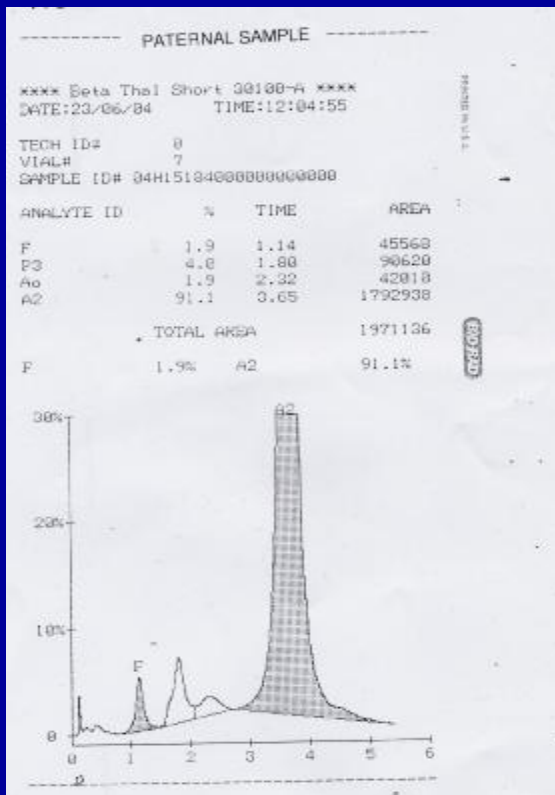 ---------- PATERNAL SAMPLE ----------
**** Beta Thal Short 30100-A ****
DATE:23/06/04 TIME:12:04:55
TECH ID# 0
VIAL# 7
SAMPLE ID# 04H15184000000000000
ANALYTE ID % TIME AREA
F 1.9 1.14 45568
P3 4.0 1.80 90620
Ao 1.9 2.32 42010
A2 91.1 3.65 1792938
TOTAL AREA 1971136
F 1.9% A2 91.1%
A2
30%
20%
10%
F
0
0 1 2 3 4 5 6